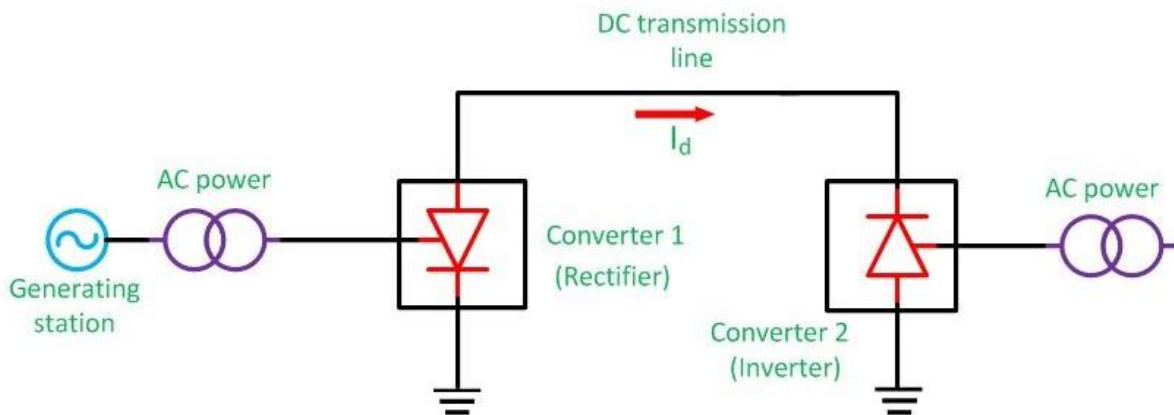 DC transmission
line
I_d
AC power
AC power
Converter 1
(Rectifier)
Generating
station
Converter 2
(Inverter)